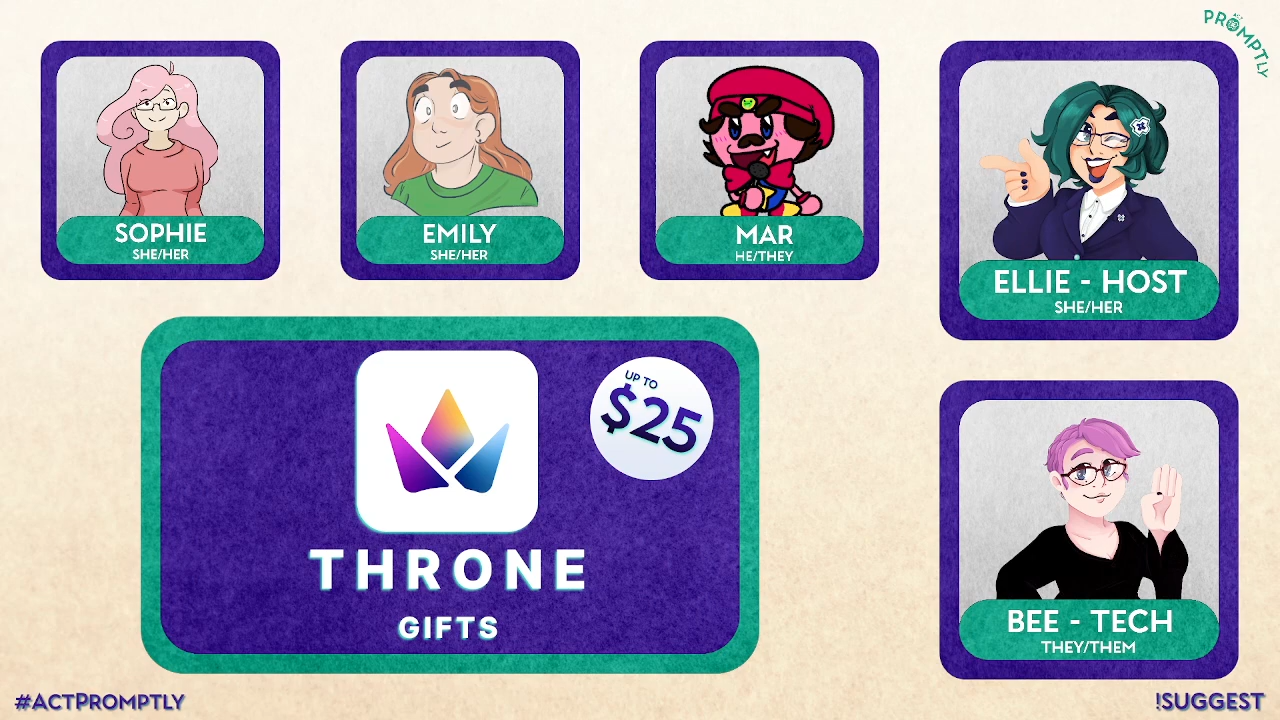 ACT
PROMPTLY
SOPHIE
SHE/HER
EMILY
SHE/HER
MAR
HE/THEY
ELLIE - HOST
SHE/HER
UP TO
$25
THRONE
GIFTS
BEE - TECH
THEY/THEM
#ACTPROMPTLY
!SUGGEST